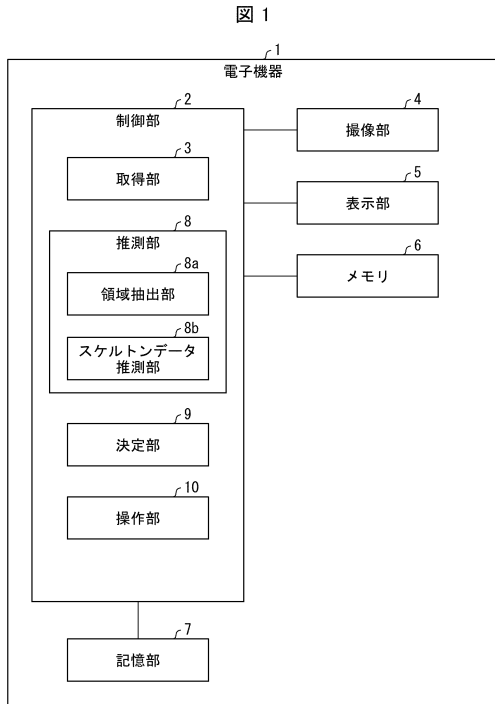 図 1
1
電子機器
2
制御部
3
取得部
8
推測部
8a
領域抽出部
8b
スケルトンデータ
推測部
9
決定部
10
操作部
4
撮像部
5
表示部
6
メモリ
7
記憶部